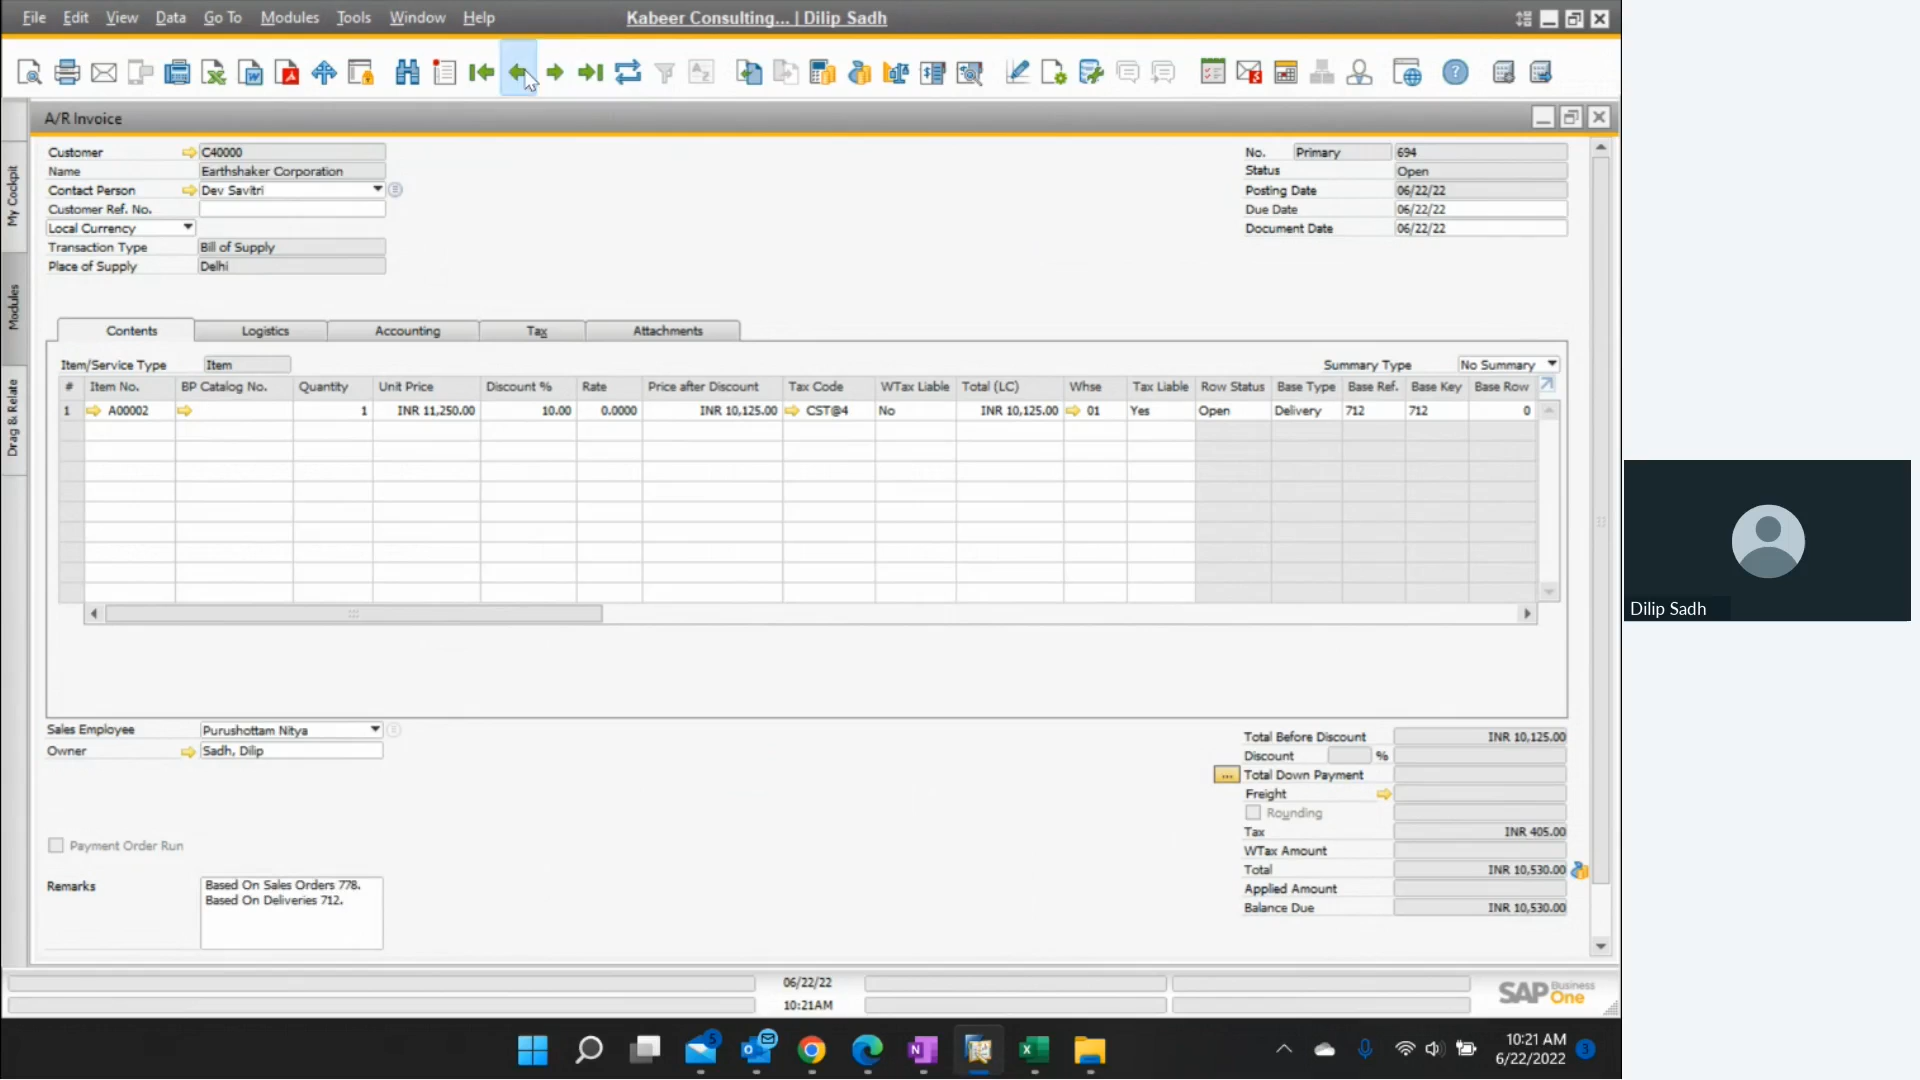 File Edit View Data Go To Modules Tools Window Help
Kabeer Consulting... | Dilip Sadh
A/R Invoice
My Cockpit
Modules
Drag & Relate
Customer C40000
Name Earthshaker Corporation
Contact Person Dev Savitri
Customer Ref. No.
Local Currency
Transaction Type Bill of Supply
Place of Supply Delhi
No. Primary 694
Status Open
Posting Date 06/22/22
Due Date 06/22/22
Document Date 06/22/22
Contents Logistics Accounting Tax Attachments
Item/Service Type Item
Summary Type No Summary
# Item No. BP Catalog No. Quantity Unit Price Discount % Rate Price after Discount Tax Code WTax Liable Total (LC) Whse Tax Liable Row Status Base Type Base Ref. Base Key Base Row
1 A00002 1 INR 11,250.00 10.00 0.0000 INR 10,125.00 CST@4 No INR 10,125.00 01 Yes Open Delivery 712 712 0
Sales Employee Purushottam Nitya
Owner Sadh, Dilip
Payment Order Run
Remarks Based On Sales Orders 778.
Based On Deliveries 712.
Total Before Discount INR 10,125.00
Discount %
... Total Down Payment
Freight
Rounding
Tax INR 405.00
WTax Amount
Total INR 10,530.00
Applied Amount
Balance Due INR 10,530.00
06/22/22
10:21AM
SAP Business One
Dilip Sadh
10:21 AM
6/22/2022
3
5